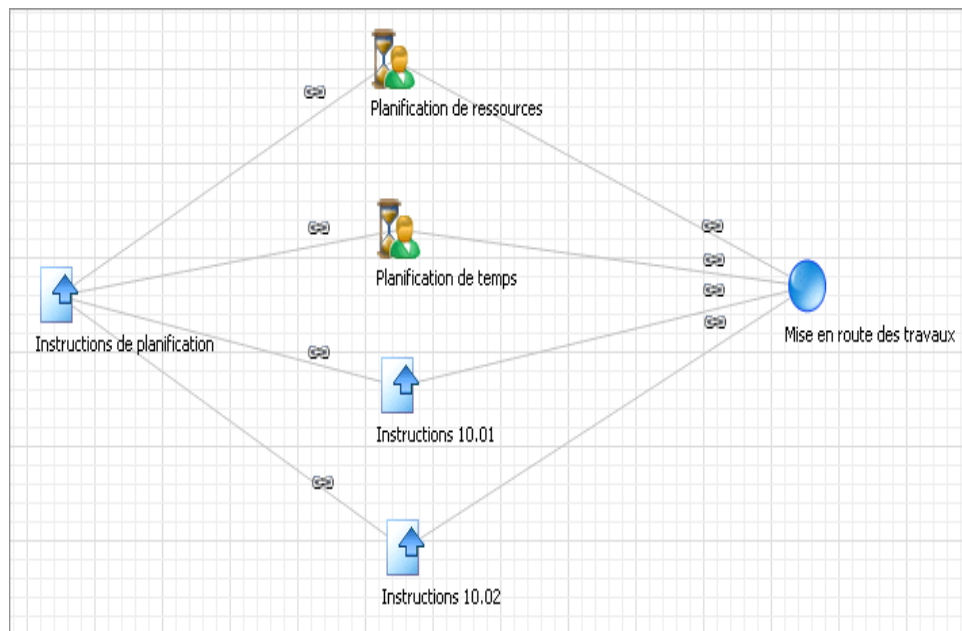 Planification de ressources
Planification de temps
Instructions de planification
Mise en route des travaux
Instructions 10.01
Instructions 10.02